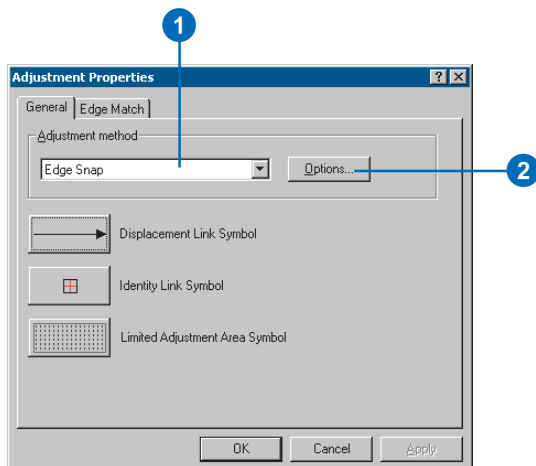 1
Adjustment Properties
General Edge Match
Adjustment method
Edge Snap Options...
2
Displacement Link Symbol
Identity Link Symbol
Limited Adjustment Area Symbol
OK Cancel Apply